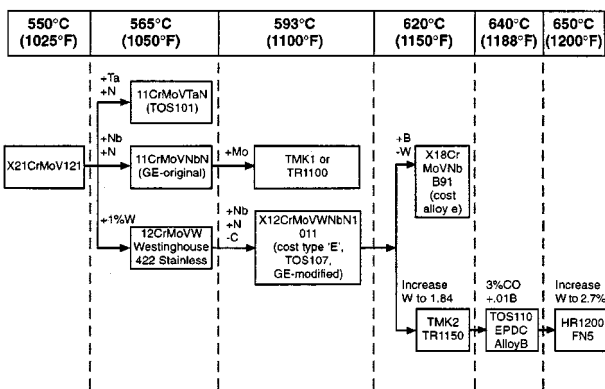 550°C
(1025°F)
565°C
(1050°F)
593°C
(1100°F)
620°C
(1150°F)
640°C
(1188°F)
650°C
(1200°F)
+Ta
+N
11CrMoVTaN
(TOS101)
X21CrMoV121
+Nb
+N
11CrMoVNbN
(GE-original)
+Mo
TMK1 or
TR1100
+1%W
12CrMoVW
Westinghouse
422 Stainless
+Nb
+N
-C
X12CrMoVWNbN1
011
(cost type 'E',
TOS107,
GE-modified)
+B
-W
X18Cr
MoVNb
B91
(cost
alloy e)
Increase
W to 1.84
TMK2
TR1150
3%CO
+.01B
TOS110
EPDC
AlloyB
Increase
W to 2.7%
HR1200
FN5